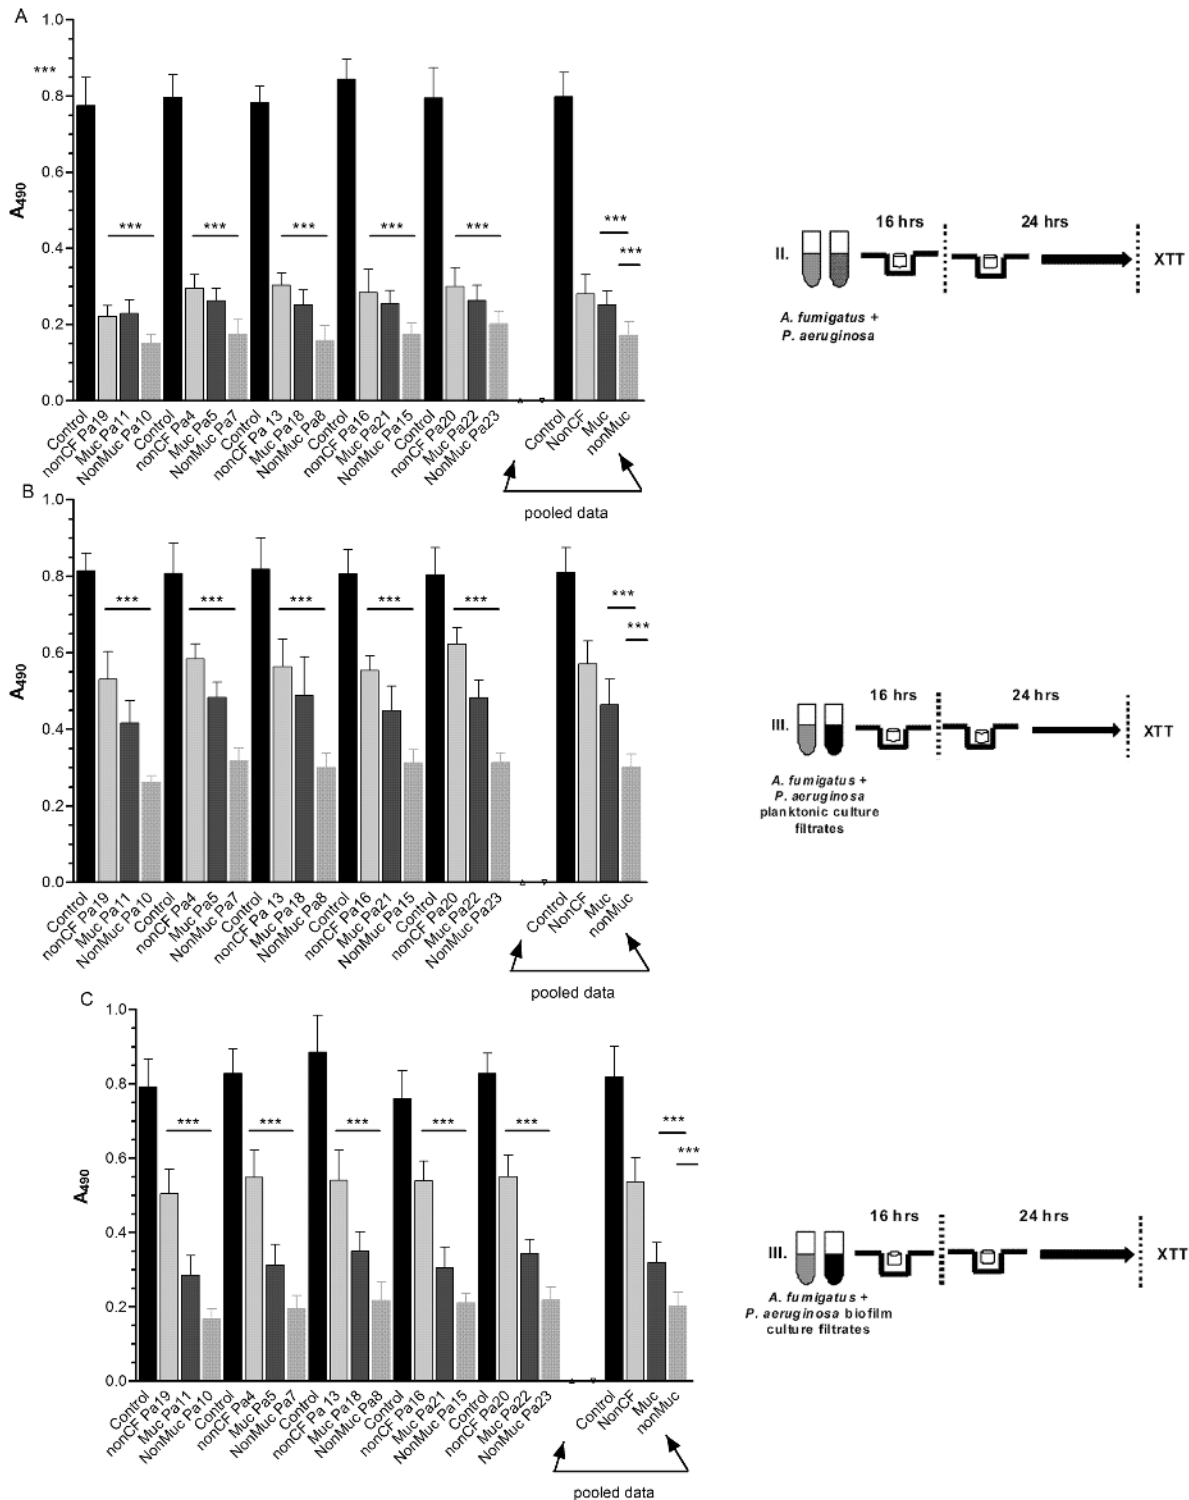 A
1.0
***
0.8
0.6
A490
0.4
0.2
0.0
*** *** *** *** *** ***
***
Control
nonCF Pa19
Muc Pa11
NonMuc Pa10
Control
nonCF Pa4
Muc Pa5
NonMuc Pa7
Control
nonCF Pa 13
Muc Pa18
NonMuc Pa8
Control
nonCF Pa16
Muc Pa21
NonMuc Pa15
Control
nonCF Pa20
Muc Pa22
NonMuc Pa23
Control
NonCF
Muc
nonMuc
pooled data
16 hrs 24 hrs
II.
XTT
A. fumigatus +
P. aeruginosa
B
1.0
0.8
0.6
A490
0.4
0.2
0.0
*** *** *** *** *** ***
***
Control
nonCF Pa19
Muc Pa11
NonMuc Pa10
Control
nonCF Pa4
Muc Pa5
NonMuc Pa7
Control
nonCF Pa 13
Muc Pa18
NonMuc Pa8
Control
nonCF Pa16
Muc Pa21
NonMuc Pa15
Control
nonCF Pa20
Muc Pa22
NonMuc Pa23
Control
NonCF
Muc
nonMuc
pooled data
16 hrs 24 hrs
III.
XTT
A. fumigatus +
P. aeruginosa
planktonic culture
filtrates
C
1.0
0.8
0.6
A490
0.4
0.2
0.0
*** *** *** *** *** ***
***
Control
nonCF Pa19
Muc Pa11
NonMuc Pa10
Control
nonCF Pa4
Muc Pa5
NonMuc Pa7
Control
nonCF Pa 13
Muc Pa18
NonMuc Pa8
Control
nonCF Pa16
Muc Pa21
NonMuc Pa15
Control
nonCF Pa20
Muc Pa22
NonMuc Pa23
Control
NonCF
Muc
nonMuc
pooled data
16 hrs 24 hrs
III.
XTT
A. fumigatus +
P. aeruginosa biofilm
culture filtrates